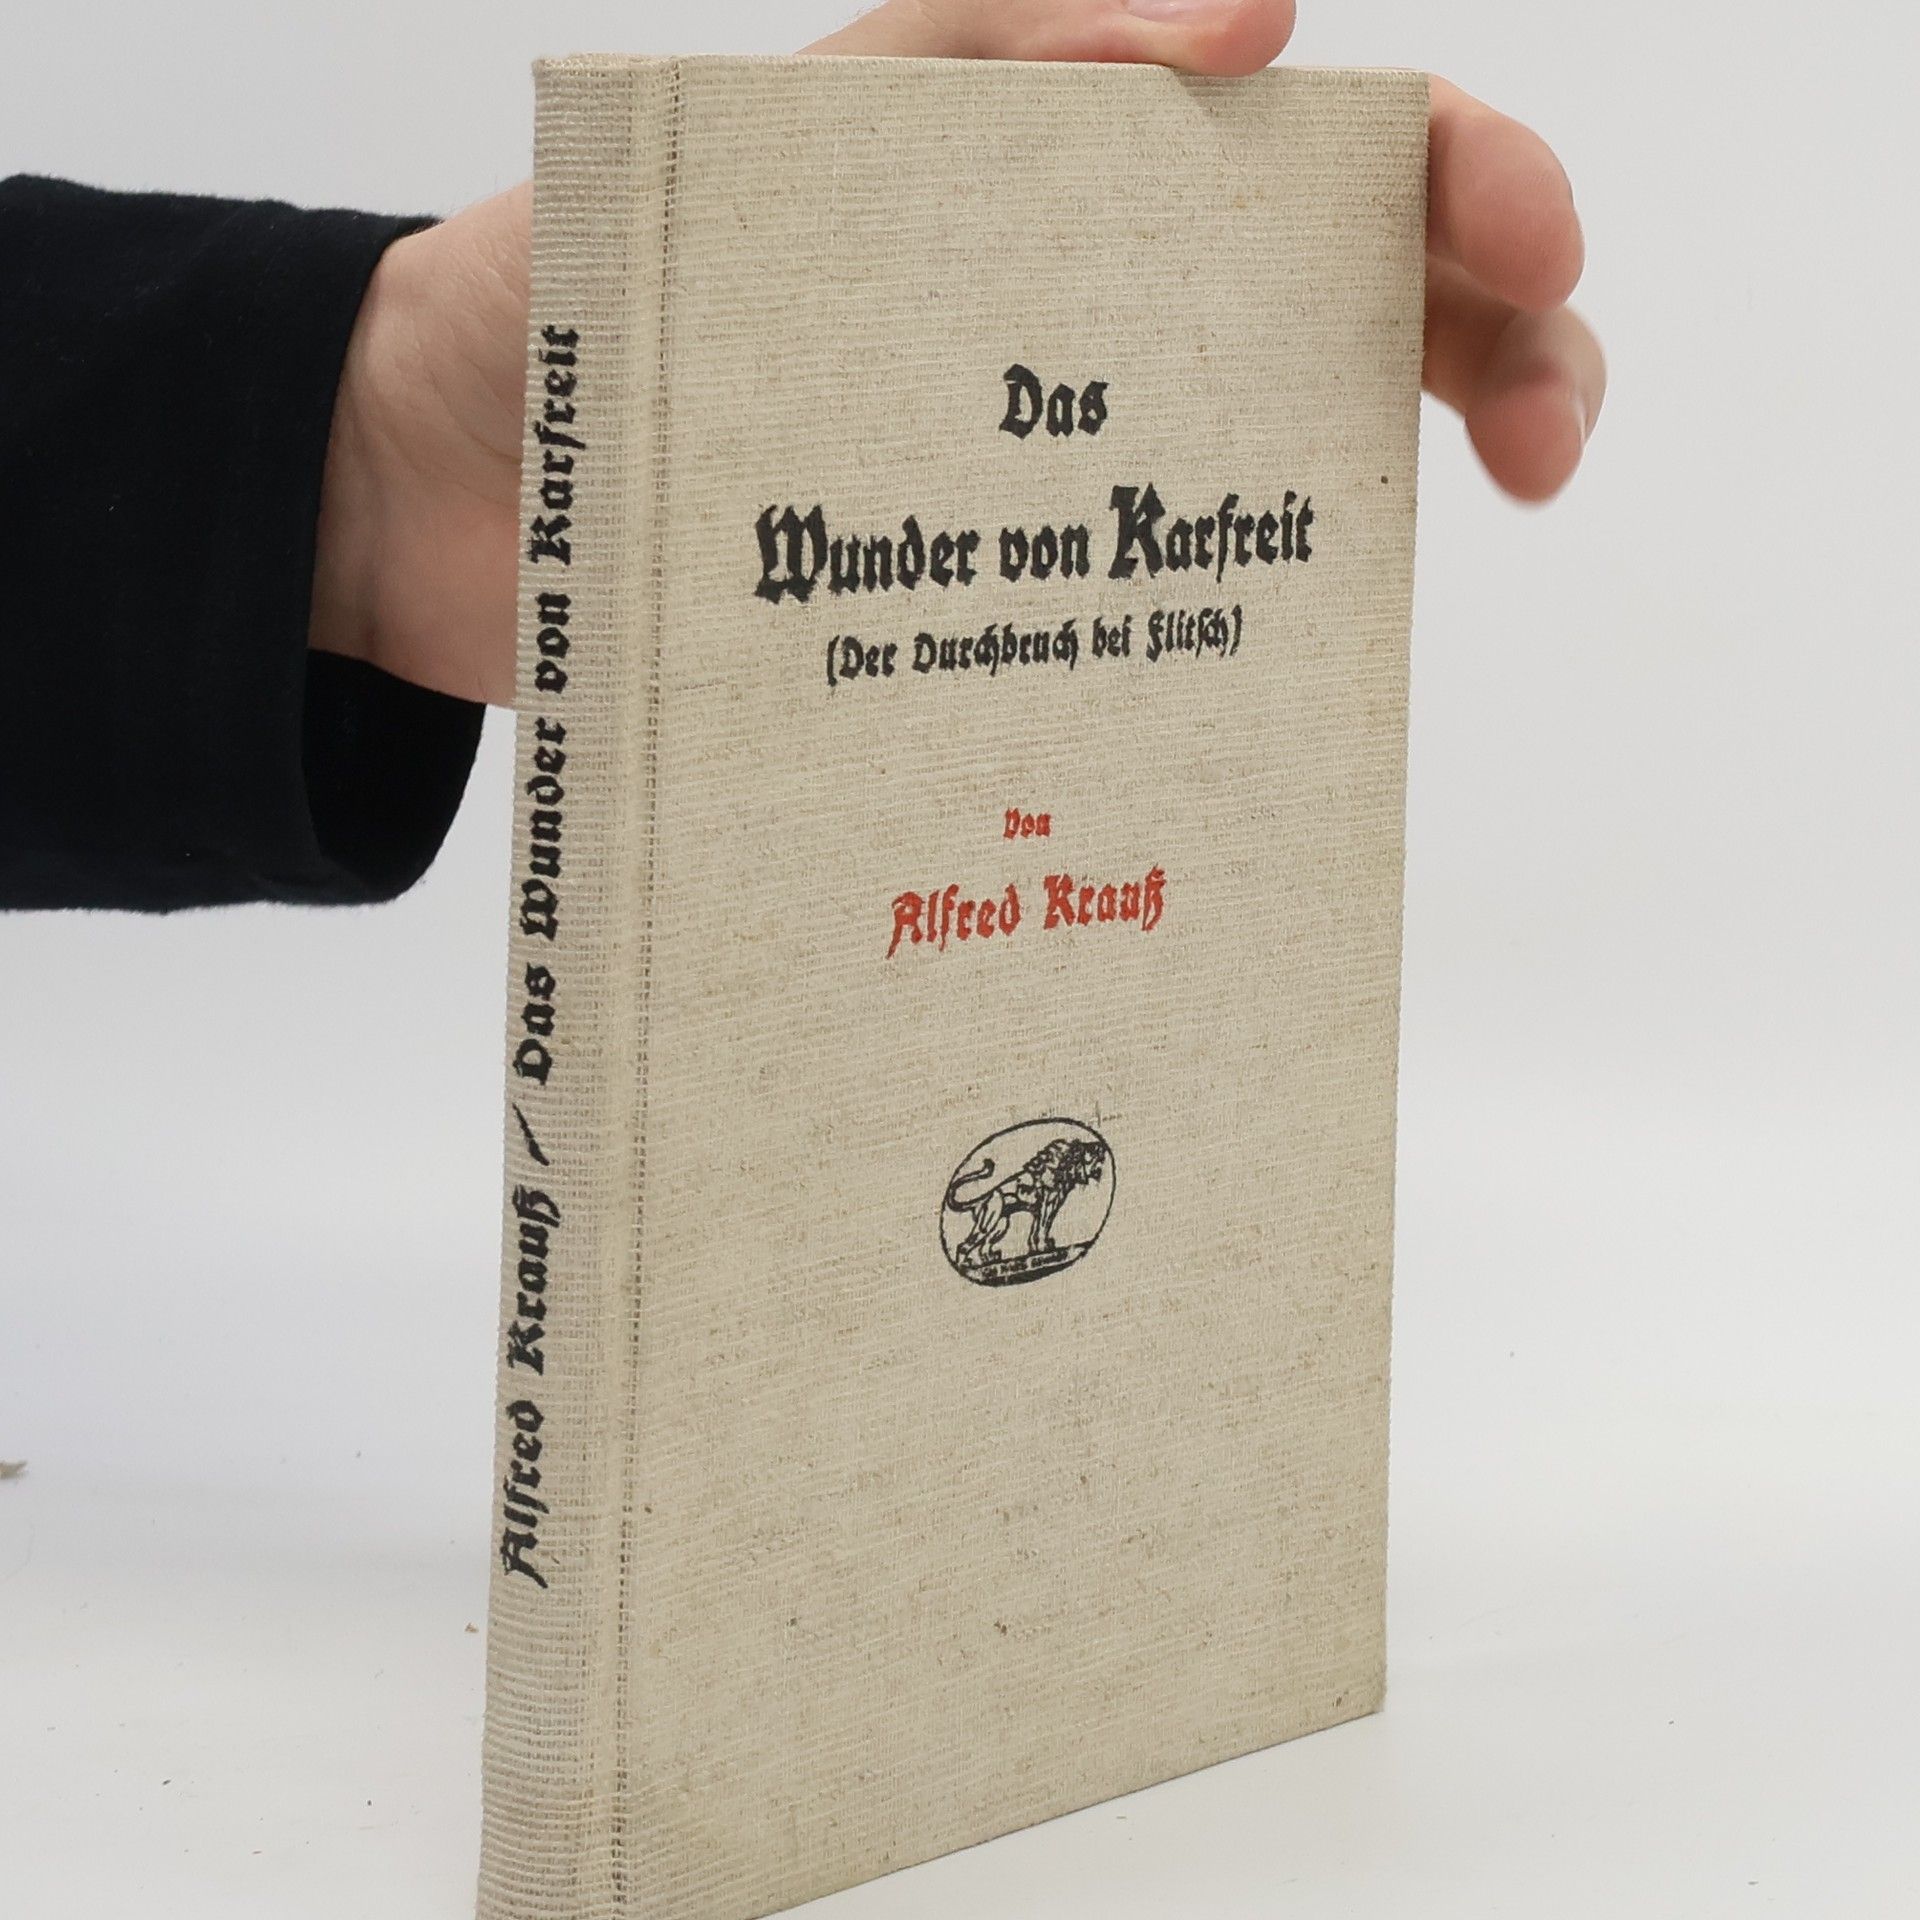 Das
Wunder von Karfreit
(Der Durchbruch bei Flitsch)
Von
Alfred Krauß
Alfred Krauß / Das Wunder von Karfreit